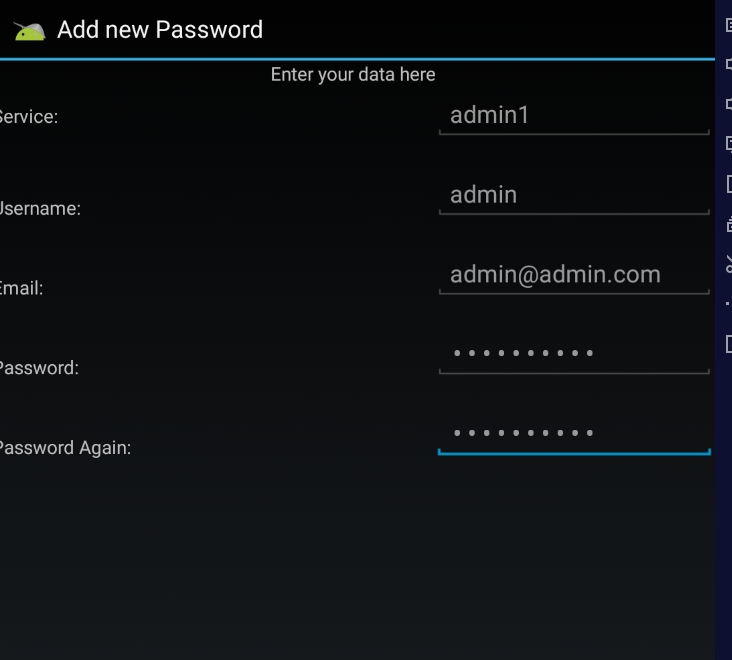 Add new Password
Enter your data here
Service: admin1
Username: admin
Email: admin@admin.com
Password: ..........
Password Again: ..........